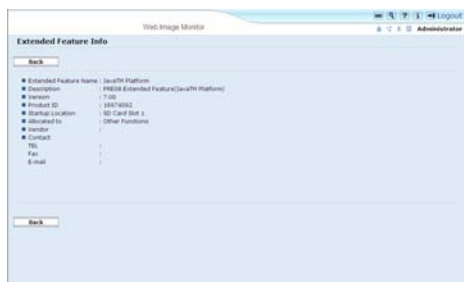 Logout
Web Image Monitor
Administrator
Extended Feature Info
Back
Extended Feature Name : JavaTM Platform
Description : Extended Feature(JavaTM Platform)
Version : 7.00
Product ID :
Startup Location : SD Card Slot 1
Allocated to : Other Functions
Vendor :
Contact
TEL :
Fax :
E-mail :
Back